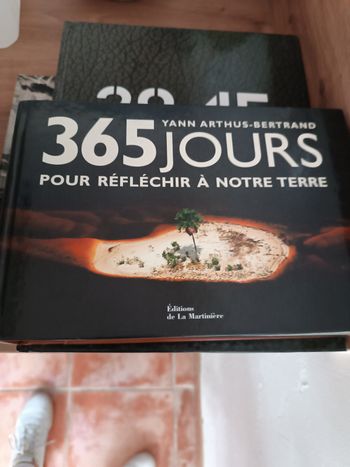 YANN ARTHUS-BERTRAND
365 JOURS
POUR RÉFLÉCHIR À NOTRE TERRE
Éditions
de La Martinière